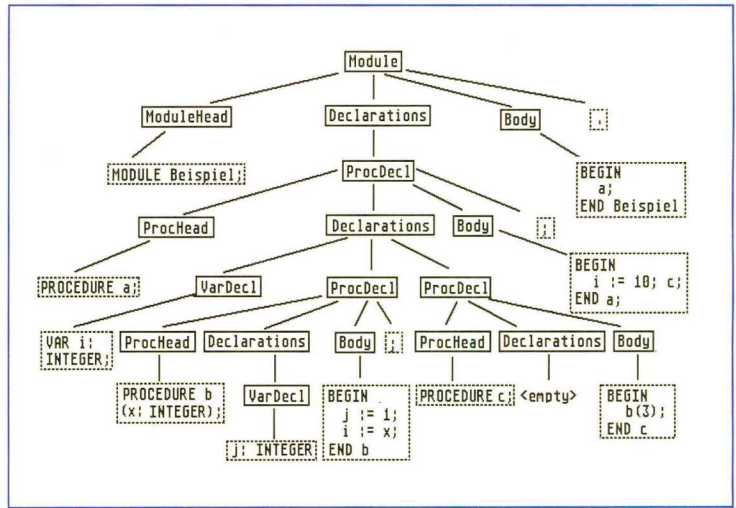 Module
ModuleHead
Declarations
Body
.
MODULE Beispiel;
ProcDecl
BEGIN
a;
END Beispiel
ProcHead
Declarations
Body
;
PROCEDURE a;
VarDecl
ProcDecl
ProcDecl
BEGIN
i := 10; c;
END a;
VAR i:
INTEGER;
ProcHead
Declarations
Body
;
ProcHead
Declarations
Body
PROCEDURE b
(x: INTEGER);
VarDecl
BEGIN
j := 1;
i := x;
END b
PROCEDURE c;
<empty>
BEGIN
b(3);
END c
j: INTEGER